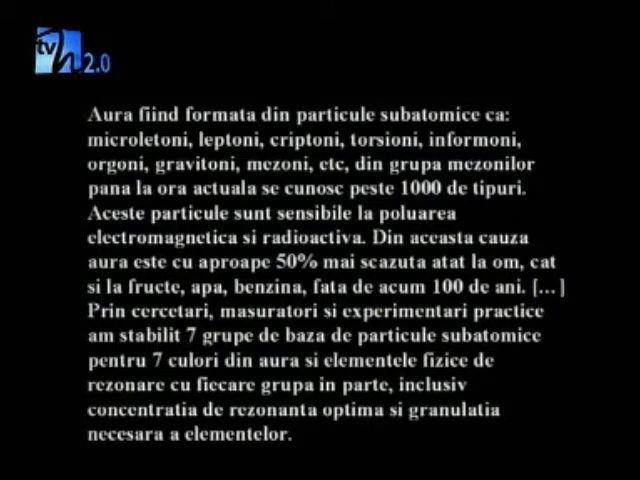 tv h 2.0
Aura fiind formata din particule subatomice ca:
microletoni, leptoni, criptoni, torsioni, informoni,
orgoni, gravitoni, mezoni, etc, din grupa mezonilor
pana la ora actuala se cunosc peste 1000 de tipuri.
Aceste particule sunt sensibile la poluarea
electromagnetica si radioactiva. Din aceasta cauza
aura este cu aproape 50% mai scazuta atat la om, cat
si la fructe, apa, benzina, fata de acum 100 de ani. [...]
Prin cercetari, masuratori si experimentari practice
am stabilit 7 grupe de baza de particule subatomice
pentru 7 culori din aura si elementele fizice de
rezonare cu fiecare grupa in parte, inclusiv
concentratia de rezonanta optima si granulatia
necesara a elementelor.